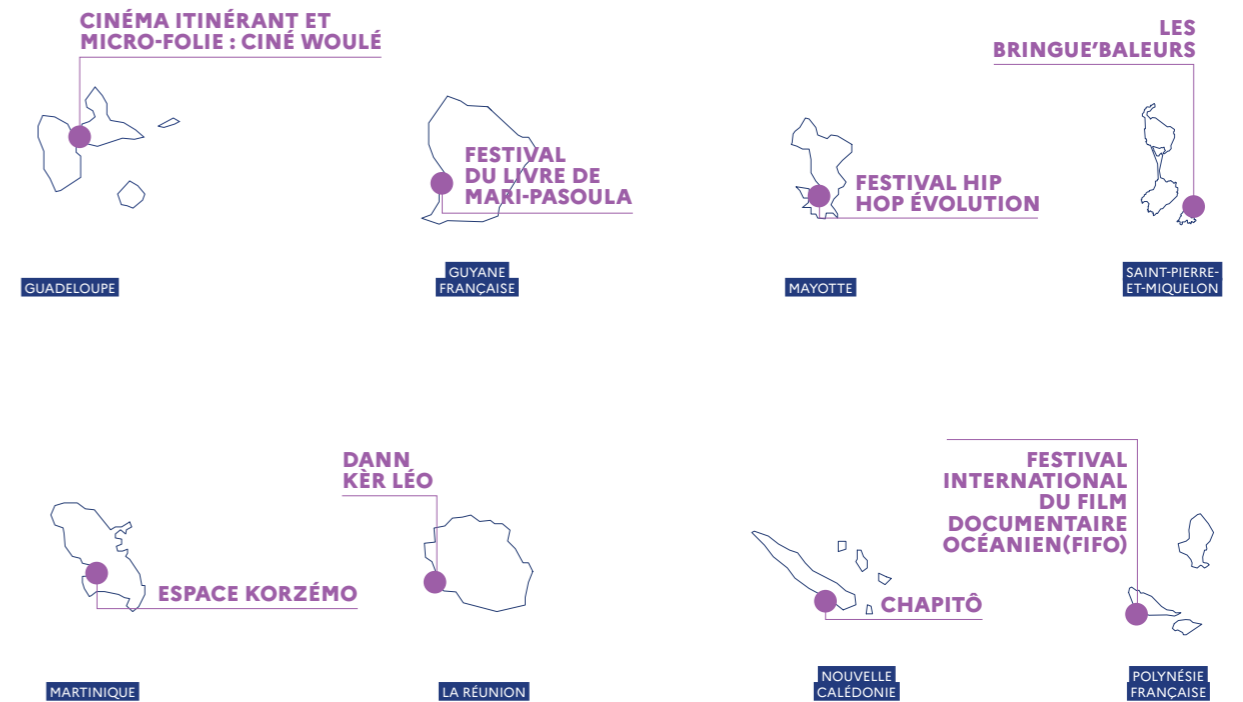 CINÉMA ITINÉRANT ET
MICRO-FOLIE : CINÉ WOULÉ
GUADELOUPE
FESTIVAL
DU LIVRE DE
MARI-PASOULA
GUYANE
FRANÇAISE
FESTIVAL HIP
HOP ÉVOLUTION
MAYOTTE
LES
BRINGUE’BALEURS
SAINT-PIERRE-
ET-MIQUELON
ESPACE KORZÉMO
MARTINIQUE
DANN
KÈR LÉO
LA RÉUNION
CHAPITÔ
NOUVELLE
CALÉDONIE
FESTIVAL
INTERNATIONAL
DU FILM
DOCUMENTAIRE
OCÉANIEN(FIFO)
POLYNÉSIE
FRANÇAISE